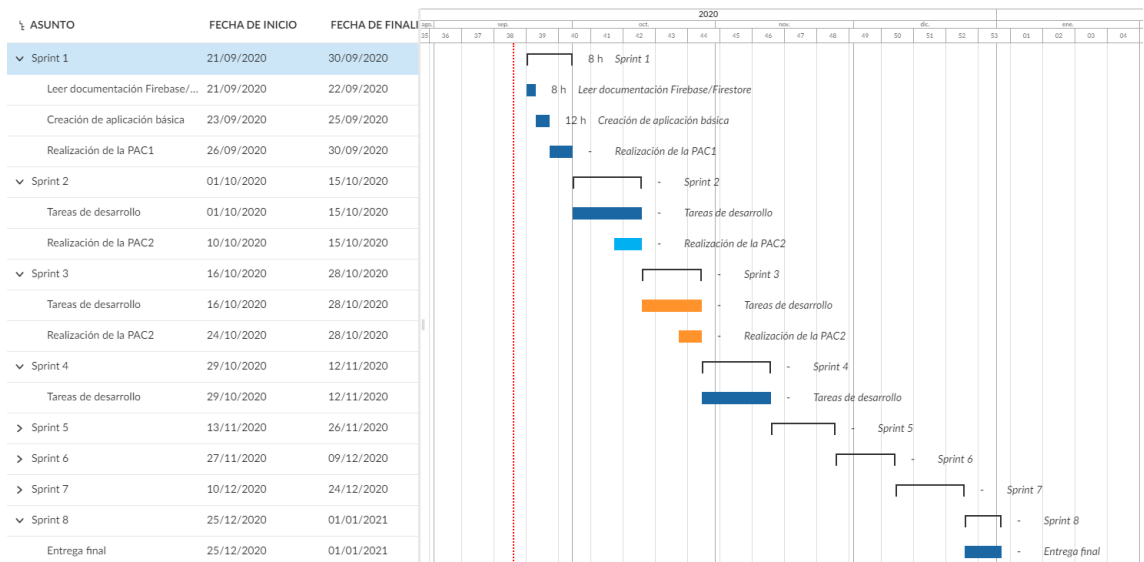 2020
ASUNTO FECHA DE INICIO FECHA DE FINALI ago. sep. oct. nov. dic. ene.
35 36 37 38 39 40 41 42 43 44 44 45 46 47 48 49 50 51 52 53 01 02 03 04
Sprint 1 21/09/2020 30/09/2020 8 h Sprint 1
Leer documentación Firebase/... 21/09/2020 22/09/2020 8 h Leer documentación Firebase/Firestore
Creación de aplicación básica 23/09/2020 25/09/2020 12 h Creación de aplicación básica
Realización de la PAC1 26/09/2020 30/09/2020 - Realización de la PAC1
Sprint 2 01/10/2020 15/10/2020 - Sprint 2
Tareas de desarrollo 01/10/2020 15/10/2020 - Tareas de desarrollo
Realización de la PAC2 10/10/2020 15/10/2020 - Realización de la PAC2
Sprint 3 16/10/2020 28/10/2020 - Sprint 3
Tareas de desarrollo 16/10/2020 28/10/2020 - Tareas de desarrollo
Realización de la PAC2 24/10/2020 28/10/2020 - Realización de la PAC2
Sprint 4 29/10/2020 12/11/2020 - Sprint 4
Tareas de desarrollo 29/10/2020 12/11/2020 - Tareas de desarrollo
Sprint 5 13/11/2020 26/11/2020 - Sprint 5
Sprint 6 27/11/2020 09/12/2020 - Sprint 6
Sprint 7 10/12/2020 24/12/2020 - Sprint 7
Sprint 8 25/12/2020 01/01/2021 - Sprint 8
Entrega final 25/12/2020 01/01/2021 - Entrega final